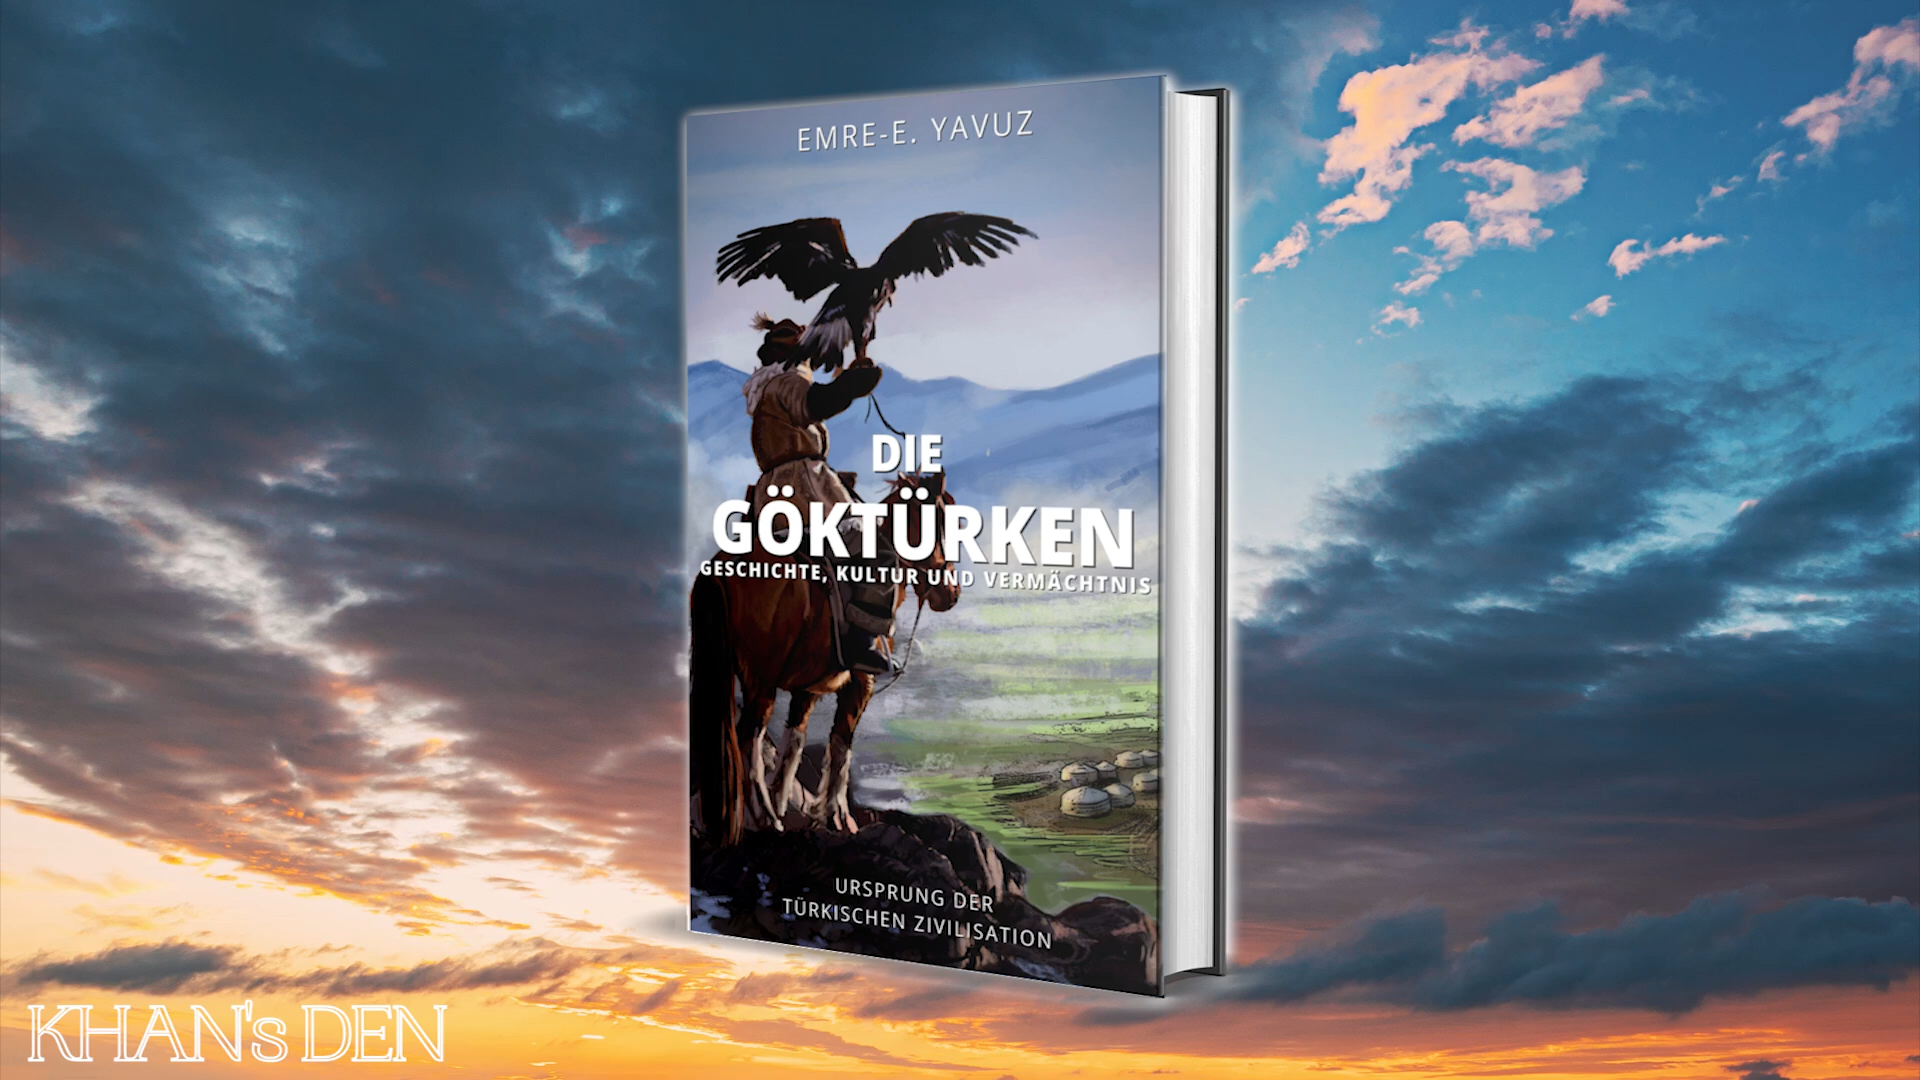 EMRE-E. YAVUZ
DIE
GÖKTÜRKEN
GESCHICHTE, KULTUR UND VERMÄCHTNIS
URSPRUNG DER
TÜRKISCHEN ZIVILISATION
KHAN's DEN